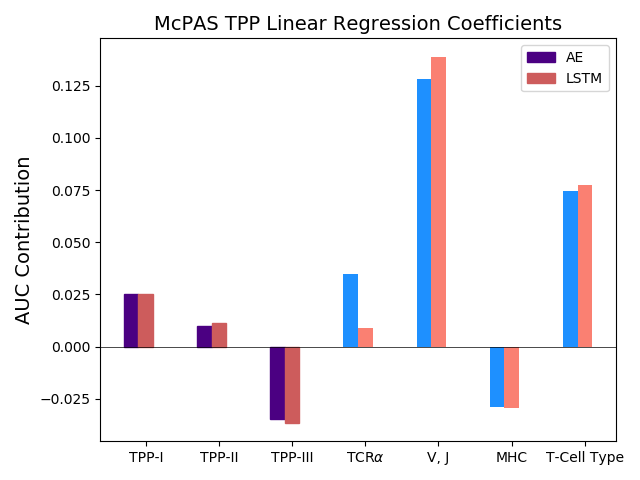 McPAS TPP Linear Regression Coefficients
AE
LSTM
AUC Contribution
0.125
0.100
0.075
0.050
0.025
0.000
−0.025
TPP-I TPP-II TPP-III TCRα V, J MHC T-Cell Type